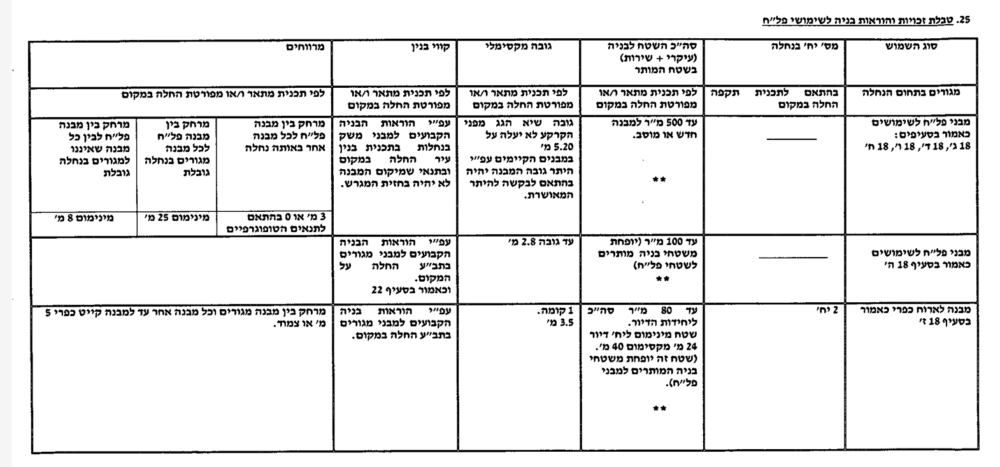 25. טבלת זכויות והוראות בניה לשימושי פל״ח
סוג השמוש
מס׳ יח׳ בנחלה
סה״כ השטח לבניה
(עיקרי + שירות)
בשטח המותר
גובה מקסימלי
קווי בנין
מרווחים
מגורים בתחום הנחלה
בהתאם לתכנית תקפה
החלה במקום
לפי תכנית מתאר ו/או
מפורטת החלה במקום
לפי תכנית מתאר ו/או
מפורטת החלה במקום
לפי תכנית מתאר ו/או
מפורטת החלה במקום
לפי תכנית מתאר ו/או מפורטת החלה במקום
מבני פל״ח לשימושים
כאמור בסעיפים:
18 ג׳, 18 ד׳, 18 ו׳, 18 ח׳
עד 500 מ״ר למבנה
חדש או מוסב.
**
גובה שיא הגג מפני
הקרקע לא יעלה על
5.20 מ׳
במבנים הקיימים עפ״י
היתר גובה המבנה יהיה
בהתאם לבקשה להיתר
המאושרת.
עפ״י הוראות הבניה
הקבועים למבני משק
בנחלות בתכנית בנין
עיר החלה במקום
ובתנאי שמיקום המבנה
לא יהיה בחזית המגרש.
מרחק בין מבנה
פל״ח לכל מבנה
אחר באותה נחלה
מרחק בין
מבנה פל״ח
לכל מבנה
מגורים בנחלה
גובלת
מרחק בין מבנה
פל״ח לבין כל
מבנה שאיננו
למגורים בנחלה
גובלת
3 מ׳ או 0 בהתאם
לתנאים הטופוגרפיים
מינימום 25 מ׳
מינימום 8 מ׳
מבני פל״ח לשימושים
כאמור בסעיף 18 ה׳
עד 100 מ״ר (יופחת
משטחי בניה מותרים
לשטחי פל״ח)
**
עד גובה 2.8 מ׳
עפ״י הוראות הבניה
הקבועים למבני מגורים
בתב״ע החלה על
המקום.
וכאמור בסעיף 22
מבנה לארוח כפרי כאמור
בסעיף 18 ז׳
2 יח׳
עד 80 מ״ר סה״כ
ליחידות הדיור.
שטח מינימום ליח׳ דיור
24 מ׳ מקסימום 40 מ׳.
(שטח זה יופחת משטחי
בניה המותרים למבני
פל״ח).
**
1 קומה.
3.5 מ׳
עפ״י הוראות בניה
הקבועים למבני מגורים
בתב״ע החלה במקום.
מרחק בין מבנה מגורים וכל מבנה אחר עד למבנה קייט כפרי 5
מ׳ או צמוד.